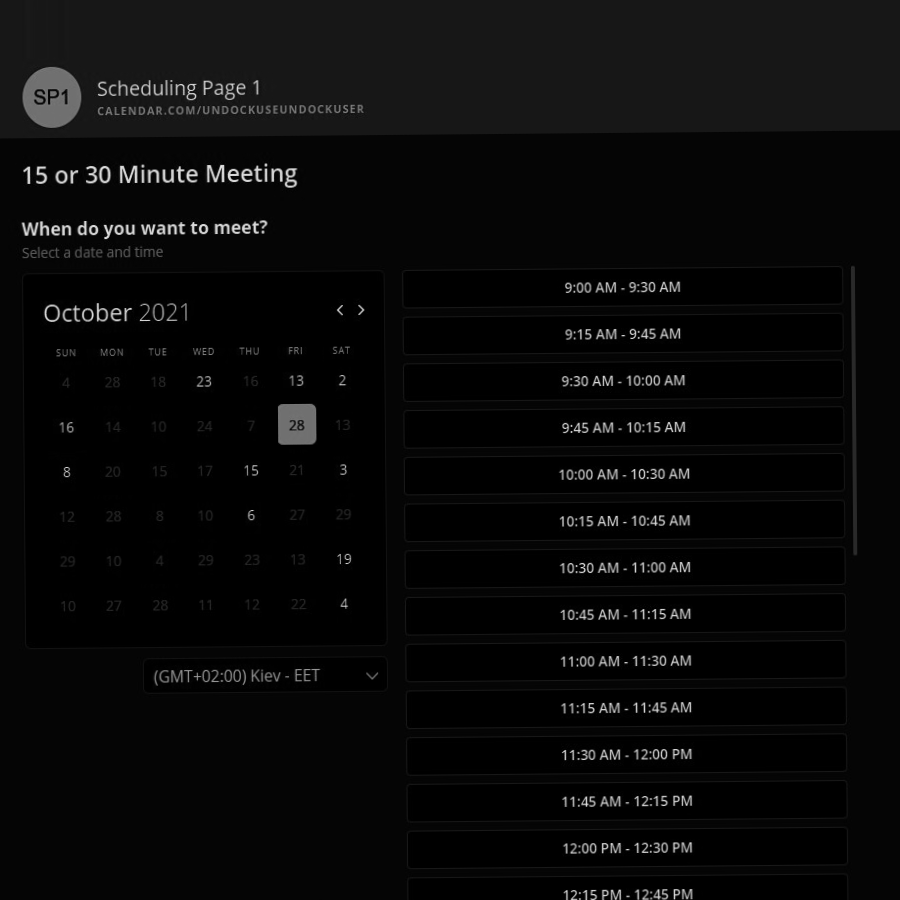 SP1
Scheduling Page 1
CALENDAR.COM/UNDOCKUSEUNDOCKUSER
15 or 30 Minute Meeting
When do you want to meet?
Select a date and time
October 2021
SUN MON TUE WED THU FRI SAT
4 28 18 23 16 13 2
16 14 10 24 7 28 13
8 20 15 17 15 21 3
12 28 8 10 6 27 29
29 10 4 29 23 13 19
10 27 28 11 12 22 4
(GMT+02:00) Kiev - EET
9:00 AM - 9:30 AM
9:15 AM - 9:45 AM
9:30 AM - 10:00 AM
9:45 AM - 10:15 AM
10:00 AM - 10:30 AM
10:15 AM - 10:45 AM
10:30 AM - 11:00 AM
10:45 AM - 11:15 AM
11:00 AM - 11:30 AM
11:15 AM - 11:45 AM
11:30 AM - 12:00 PM
11:45 AM - 12:15 PM
12:00 PM - 12:30 PM
12:15 PM - 12:45 PM